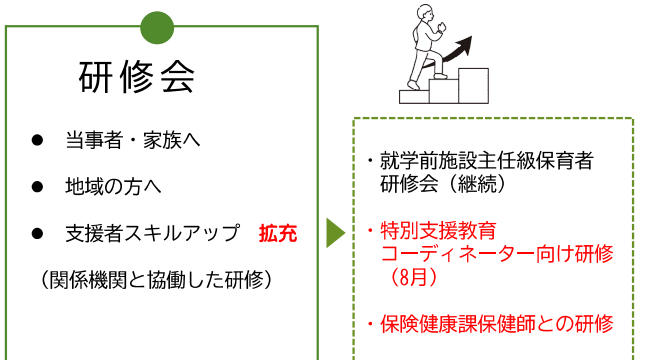 研修会
● 当事者・家族へ
● 地域の方へ
● 支援者スキルアップ 拡充
（関係機関と協働した研修）
・就学前施設主任級保育者
研修会（継続）
・特別支援教育
コーディネーター向け研修
（8月）
・保険健康課保健師との研修